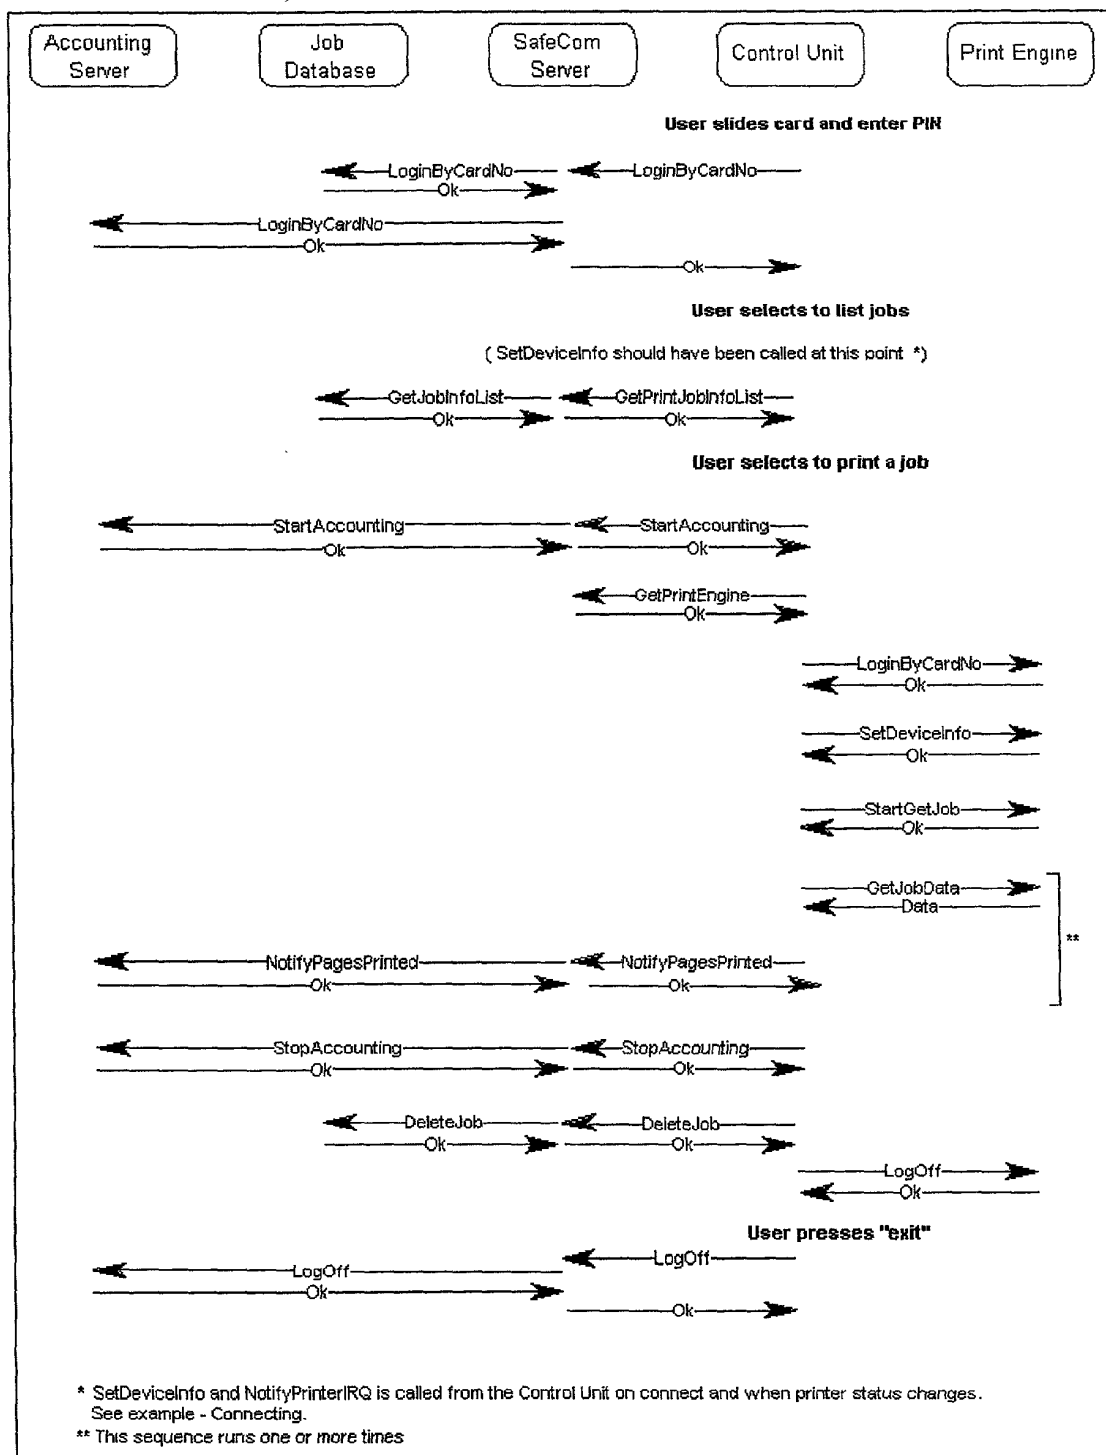 Accounting Server
Job Database
SafeCom Server
Control Unit
Print Engine
User slides card and enter PIN
LoginByCardNo LoginByCardNo
Ok
LoginByCardNo
Ok
Ok
User selects to list jobs
( SetDeviceInfo should have been called at this point *)
GetJobInfoList GetPrintJobInfoList
Ok Ok
User selects to print a job
StartAccounting StartAccounting
Ok Ok
GetPrintEngine
Ok
LoginByCardNo
Ok
SetDeviceInfo
Ok
StartGetJob
Ok
GetJobData
Data
**
NotifyPagesPrinted NotifyPagesPrinted
Ok Ok
StopAccounting StopAccounting
Ok Ok
DeleteJob DeleteJob
Ok Ok
LogOff
Ok
User presses "exit"
LogOff
LogOff
Ok
Ok
* SetDeviceInfo and NotifyPrinterIRQ is called from the Control Unit on connect and when printer status changes.
See example - Connecting.
** This sequence runs one or more times